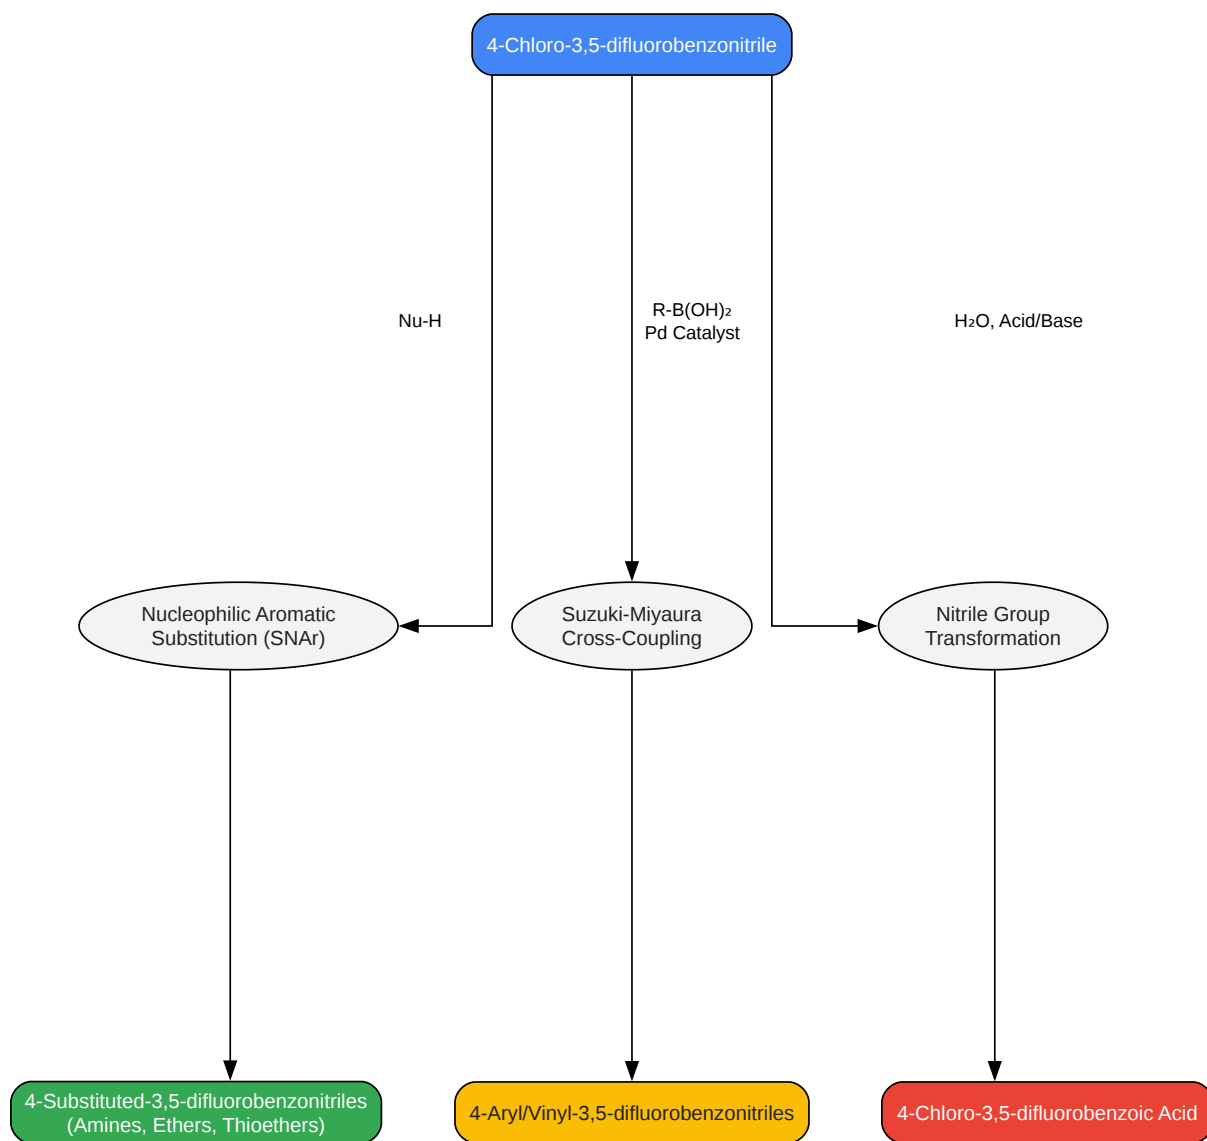 4-Chloro-3,5-difluorobenzonitrile
Nu-H
R-B(OH)₂
Pd Catalyst
H₂O, Acid/Base
Nucleophilic Aromatic
Substitution (SNAr)
Suzuki-Miyaura
Cross-Coupling
Nitrile Group
Transformation
4-Substituted-3,5-difluorobenzonitriles
(Amines, Ethers, Thioethers)
4-Aryl/Vinyl-3,5-difluorobenzonitriles
4-Chloro-3,5-difluorobenzoic Acid